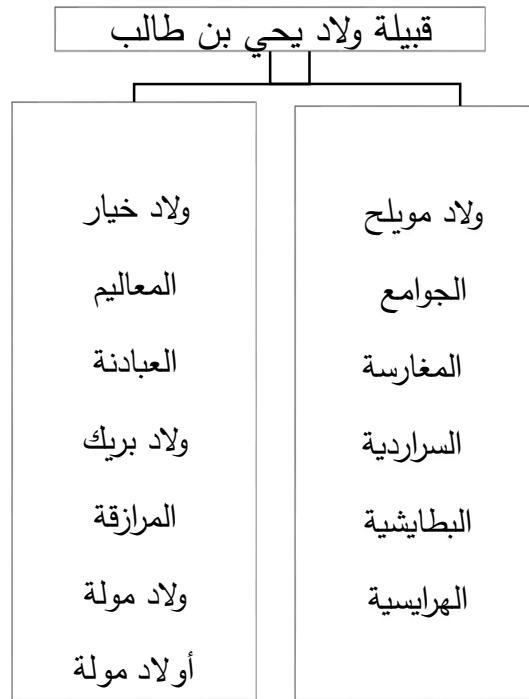 قبيلة ولاد يحي بن طالب
ولاد مويلح
الجوامع
المغارسة
السراردية
البطايشية
الهرايسية
ولاد خيار
المعاليم
العبادنة
ولاد بريك
المرازقة
ولاد مولة
أولاد مولة